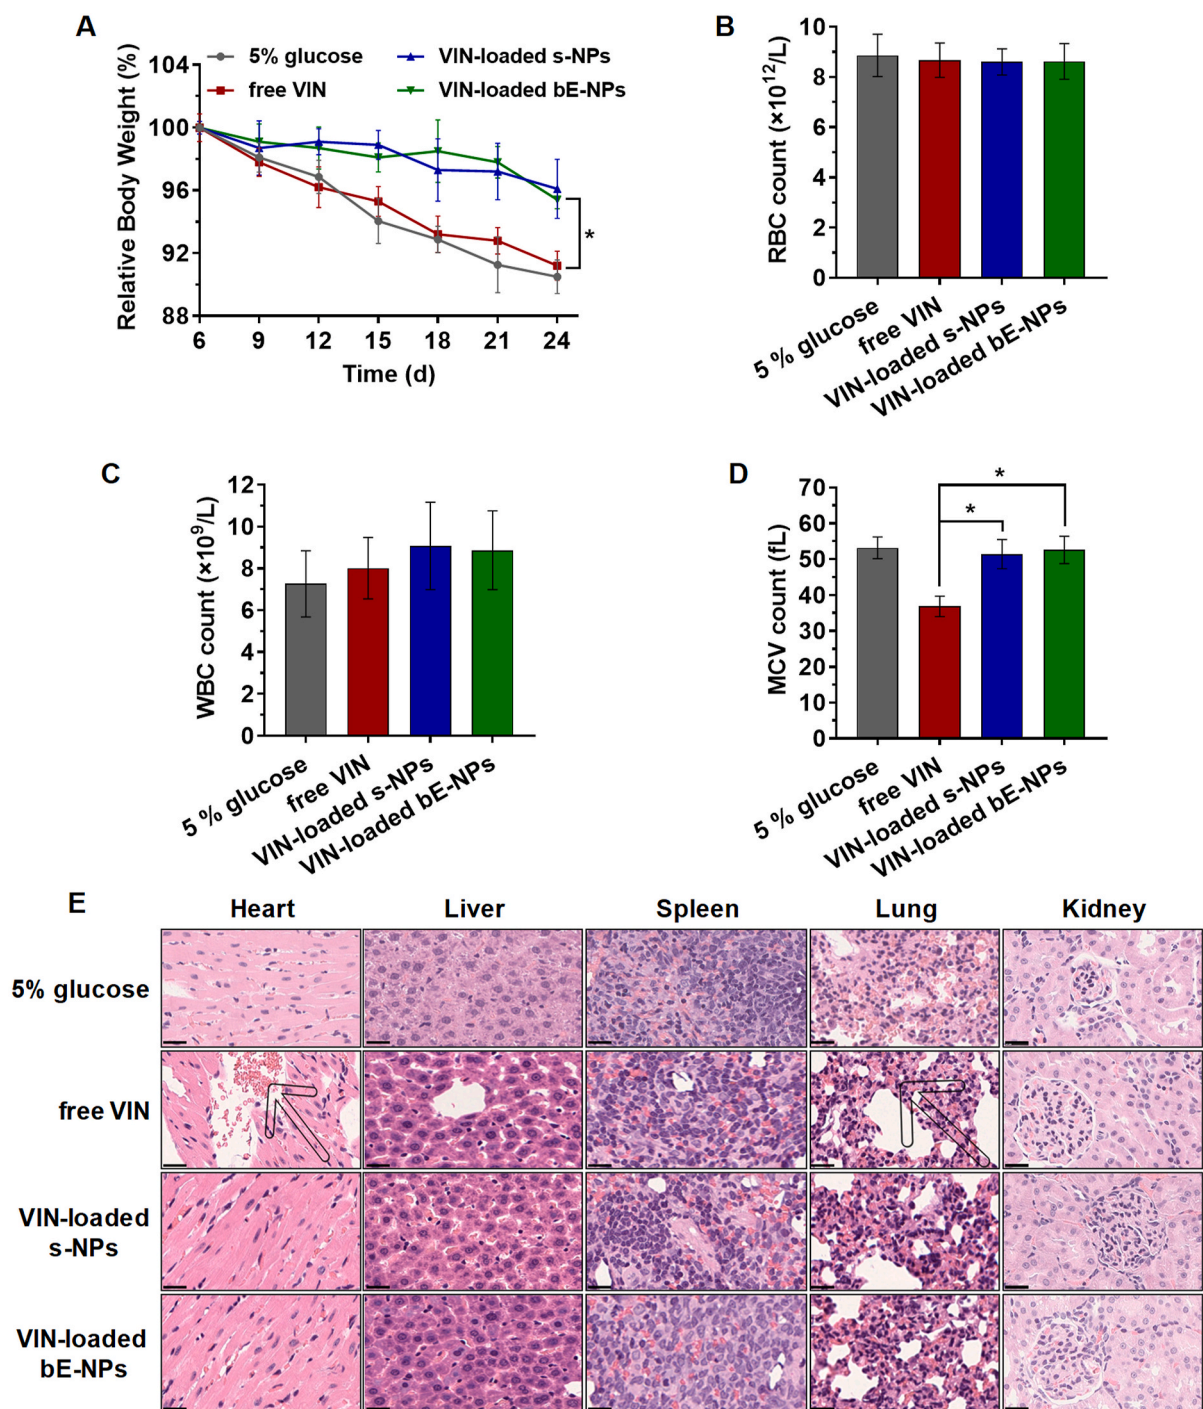 A
5% glucose
VIN-loaded s-NPs
free VIN
VIN-loaded bE-NPs
Relative Body Weight (%)
104
100
96
92
88
*
6 9 12 15 18 21 24
Time (d)
B
RBC count (×10¹²/L)
10
8
6
4
2
0
5 % glucose
free VIN
VIN-loaded s-NPs
VIN-loaded bE-NPs
C
WBC count (×10⁹/L)
12
10
8
6
4
2
0
5 % glucose
free VIN
VIN-loaded s-NPs
VIN-loaded bE-NPs
D
MCV count (fL)
70
60
50
40
30
20
10
0
*
*
5 % glucose
free VIN
VIN-loaded s-NPs
VIN-loaded bE-NPs
E
Heart Liver Spleen Lung Kidney
5% glucose
free VIN
VIN-loaded
s-NPs
VIN-loaded
bE-NPs